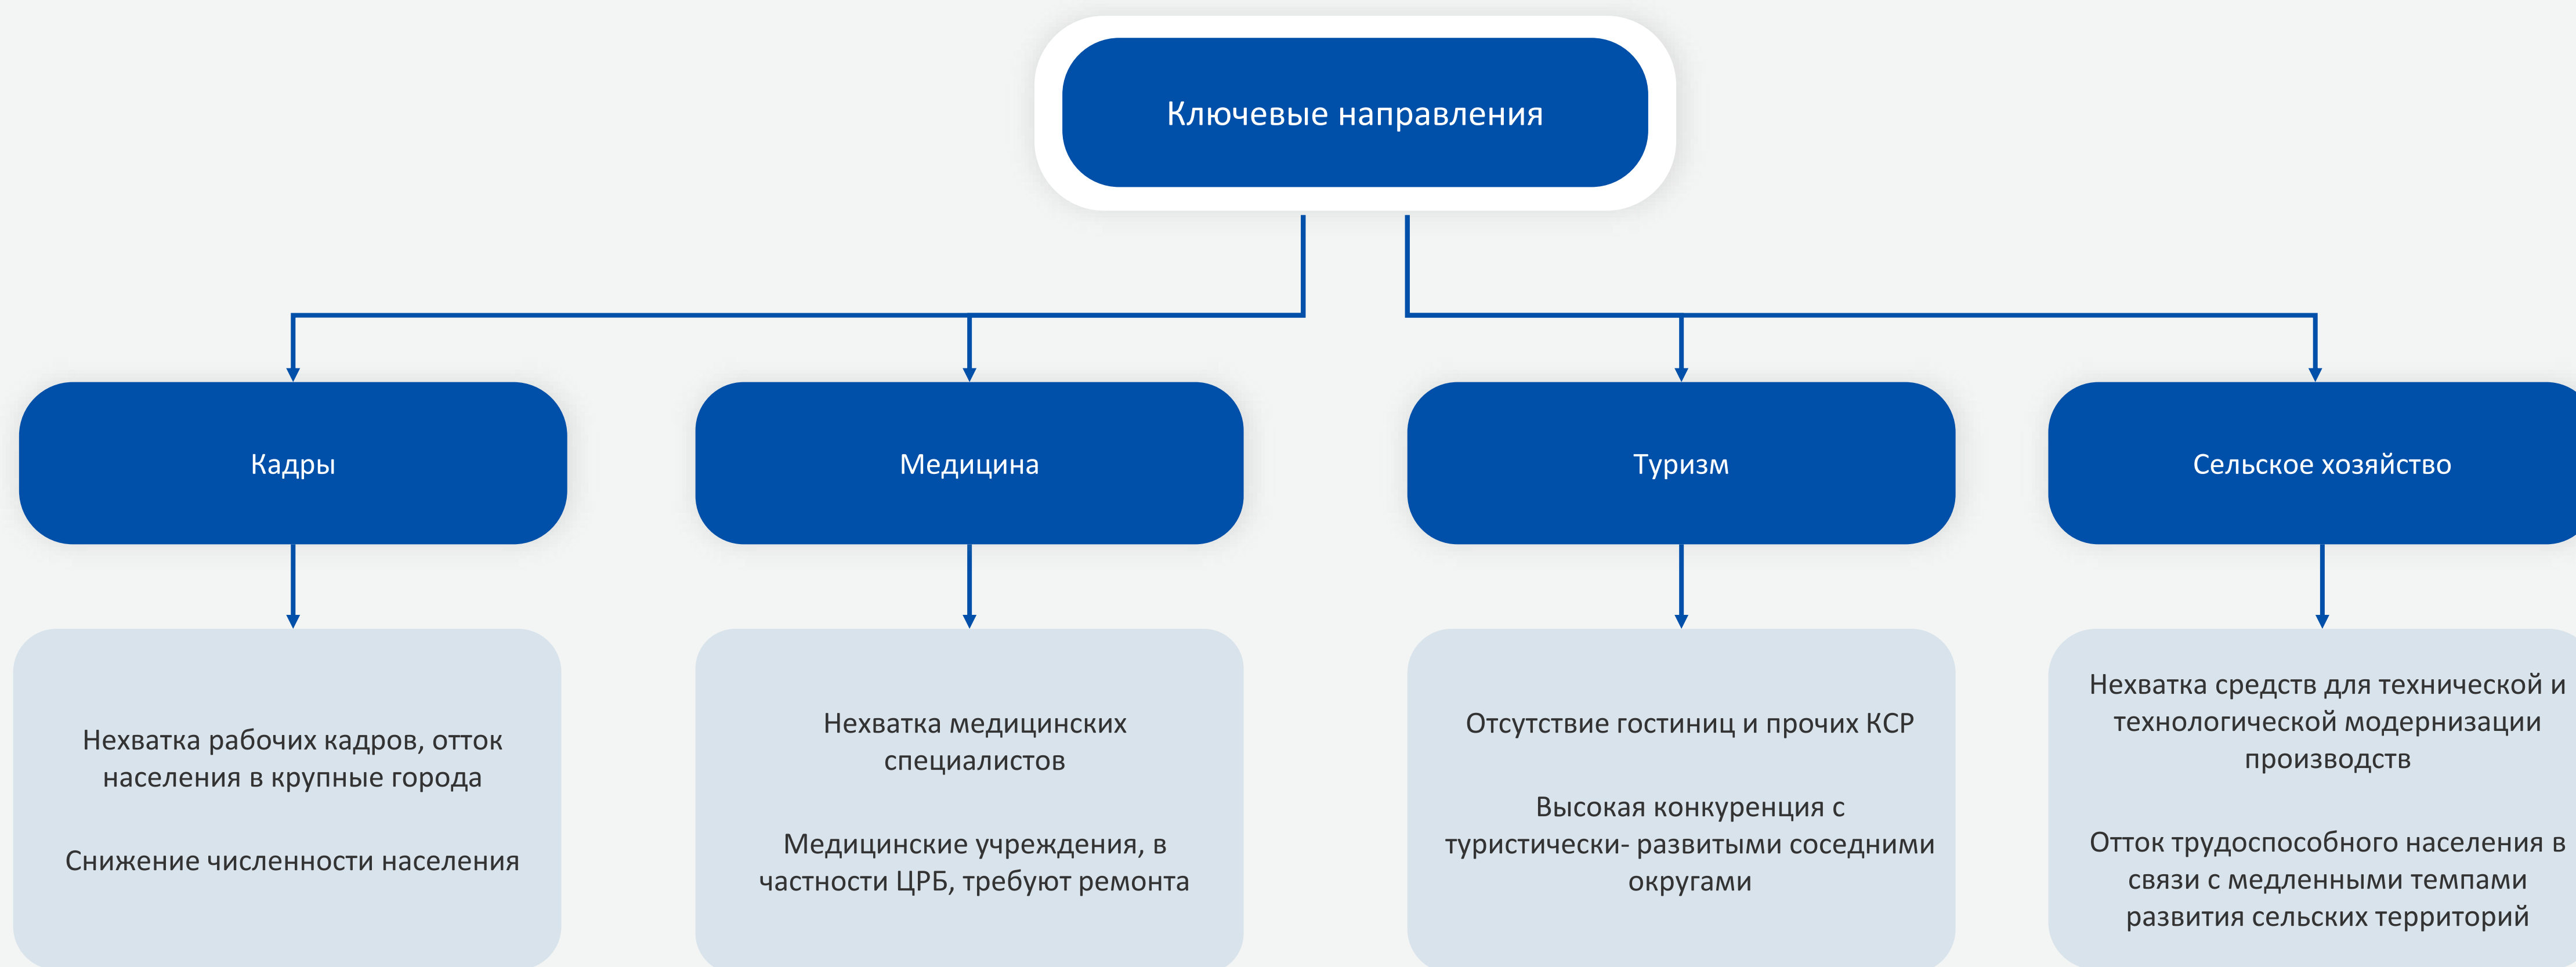 Ключевые направления
Кадры
Медицина
Туризм
Сельское хозяйство
Нехватка рабочих кадров, отток
населения в крупные города
Снижение численности населения
Нехватка медицинских
специалистов
Медицинские учреждения, в
частности ЦРБ, требуют ремонта
Отсутствие гостиниц и прочих КСР
Высокая конкуренция с
туристически- развитыми соседними
округами
Нехватка средств для технической и
технологической модернизации
производств
Отток трудоспособного населения в
связи с медленными темпами
развития сельских территорий